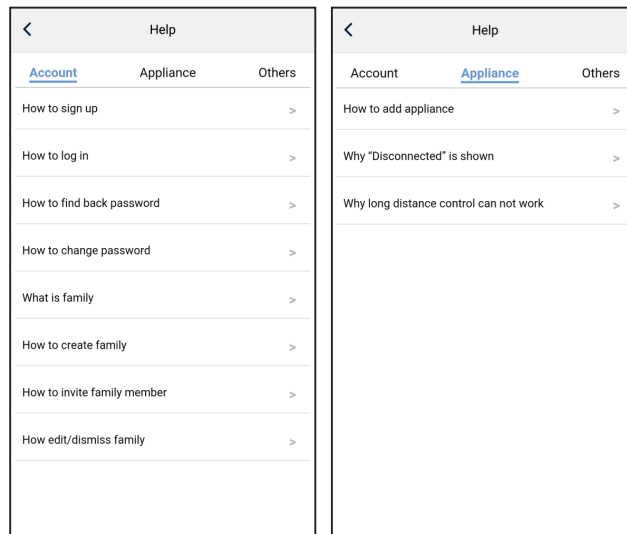 Help
Account Appliance Others
How to sign up >
How to log in >
How to find back password >
How to change password >
What is family >
How to create family >
How to invite family member >
How edit/dismiss family >
Help
Account Appliance Others
How to add appliance >
Why “Disconnected” is shown >
Why long distance control can not work >